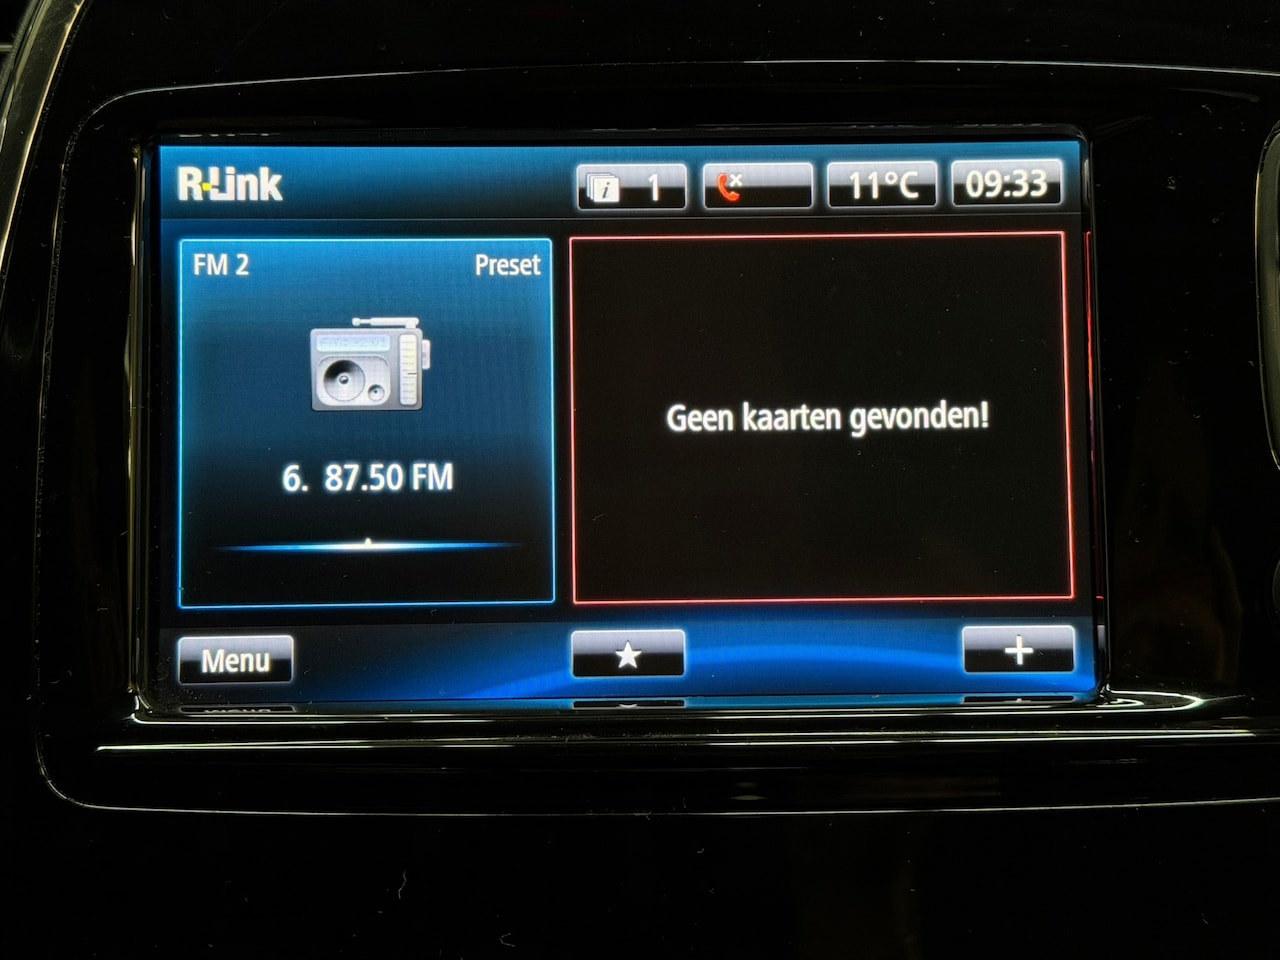 R-Link
1
11°C
09:33
FM 2
Preset
6. 87.50 FM
Geen kaarten gevonden!
Menu